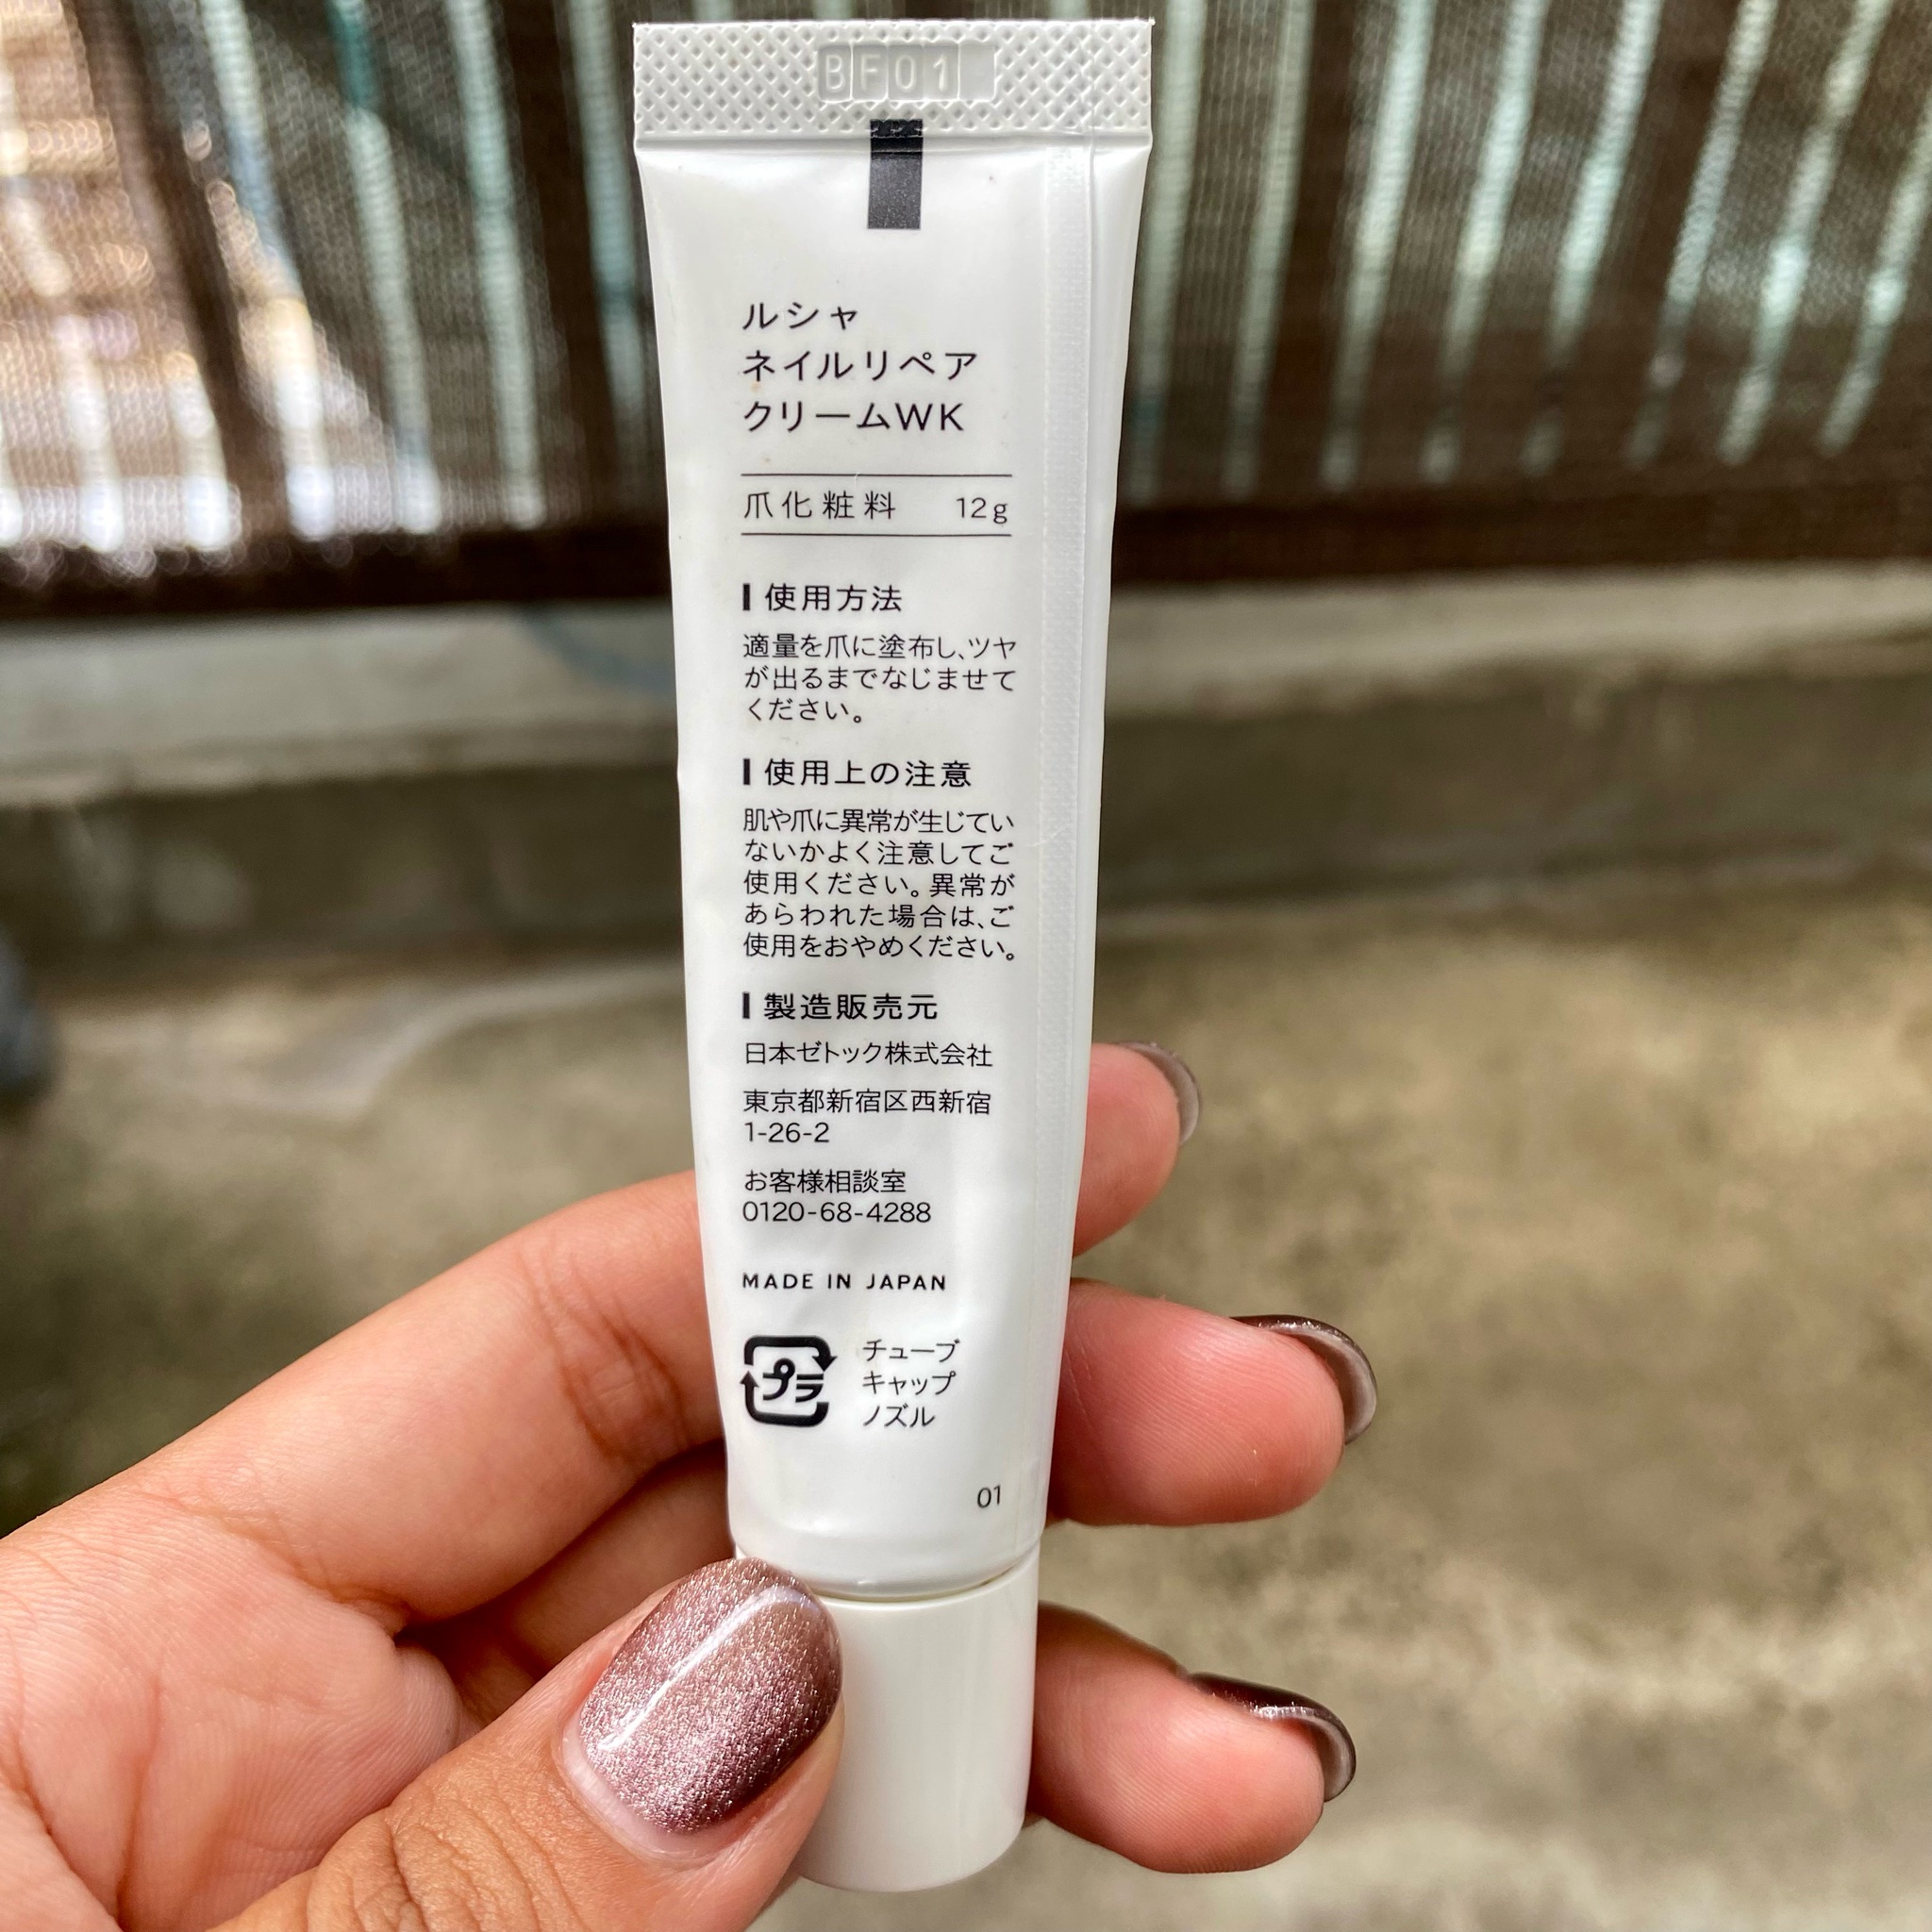 BF01
ルシャ
ネイルリペア
クリームWK
爪化粧料 12g
使用方法
適量を爪に塗布し、ツヤ
が出るまでなじませて
ください。
使用上の注意
肌や爪に異常が生じてい
ないかよく注意してご
使用ください。異常が
あらわれた場合は、ご
使用をおやめください。
製造販売元
日本ゼトック株式会社
東京都新宿区西新宿
1-26-2
お客様相談室
0120-68-4288
MADE IN JAPAN
プラ
チューブ
キャップ
ノズル
01